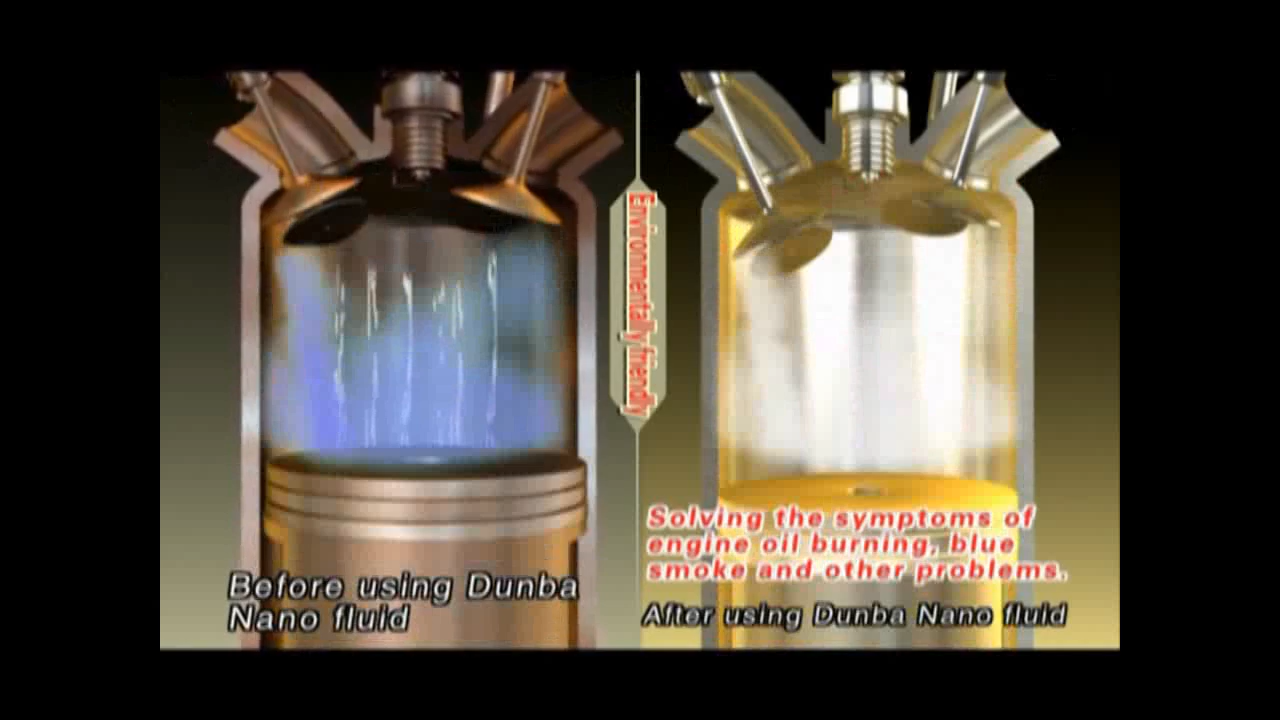 Environmentally friendly
Before using Dunba
Nano fluid
Solving the symptoms of
engine oil burning, blue
smoke and other problems.
After using Dunba Nano fluid